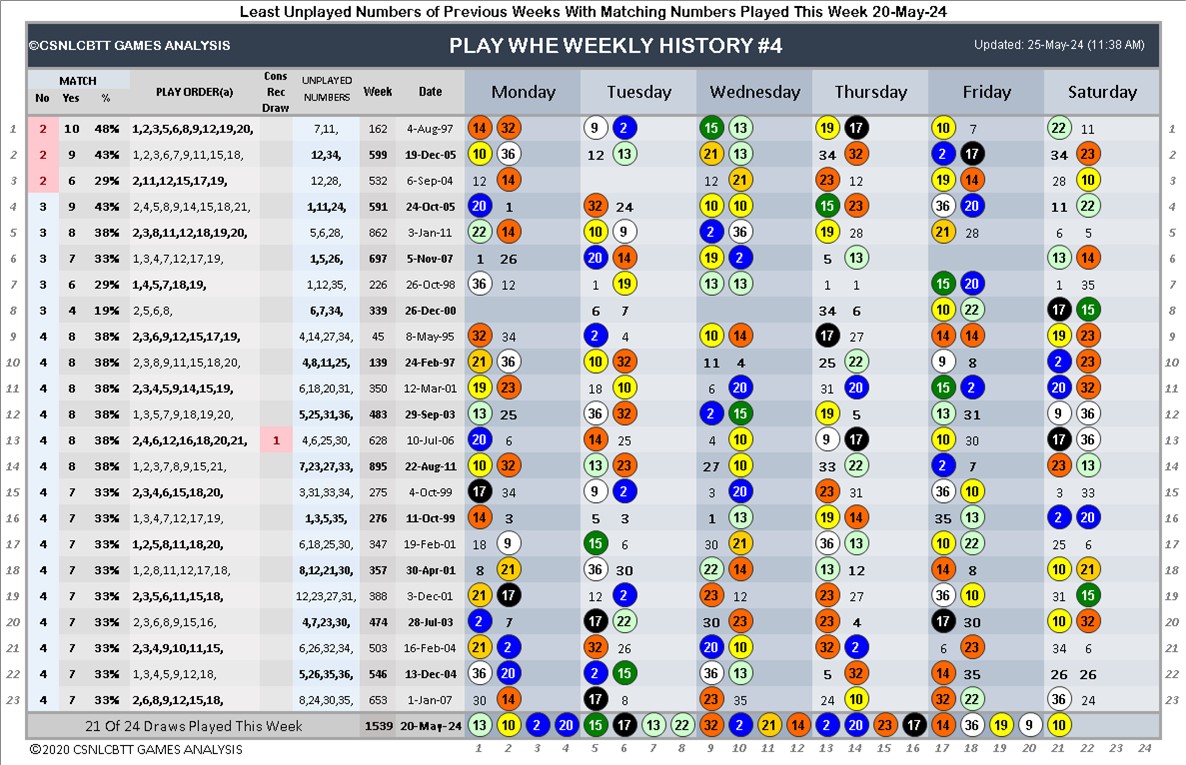 Least Unplayed Numbers of Previous Weeks With Matching Numbers Played This Week 20-May-24
©CSNLCBTT GAMES ANALYSIS PLAY WHE WEEKLY HISTORY #4 Updated: 25-May-24 (11:38 AM)
MATCH
No Yes % PLAY ORDER(a) Cons Rec Draw UNPLAYED NUMBERS Week Date Monday Tuesday Wednesday Thursday Friday Saturday
1 2 10 48% 1,2,3,5,6,8,9,12,19,20, 7,11, 162 4-Aug-97 14 32 9 2 15 13 19 17 10 7 22 11 1
2 2 9 43% 1,2,3,6,7,9,11,15,18, 12,34, 599 19-Dec-05 10 36 12 13 21 13 34 32 2 17 34 23 2
3 2 6 29% 2,11,12,15,17,19, 12,28, 532 6-Sep-04 12 14 12 21 23 12 19 14 28 10 3
4 3 9 43% 2,4,5,8,9,14,15,18,21, 1,11,24, 591 24-Oct-05 20 1 32 24 10 10 15 23 36 20 11 22 4
5 3 8 38% 2,3,8,11,12,18,19,20, 5,6,28, 862 3-Jan-11 22 14 10 9 2 36 19 28 21 28 6 5 5
6 3 7 33% 1,3,4,7,12,17,19, 1,5,26, 697 5-Nov-07 1 26 20 14 19 2 5 13 13 14 6
7 3 6 29% 1,4,5,7,18,19, 1,12,35, 226 26-Oct-98 36 12 1 19 13 13 1 1 15 20 1 35 7
8 3 4 19% 2,5,6,8, 6,7,34, 339 26-Dec-00 6 7 34 6 10 22 17 15 8
9 4 8 38% 2,3,6,9,12,15,17,19, 4,14,27,34, 45 8-May-95 32 34 2 4 10 14 17 27 14 14 19 23 9
10 4 8 38% 2,3,8,9,11,15,18,20, 4,8,11,25, 139 24-Feb-97 21 36 10 32 11 4 25 22 9 8 2 23 10
11 4 8 38% 2,3,4,5,9,14,15,19, 6,18,20,31, 350 12-Mar-01 19 23 18 10 6 20 31 20 15 2 20 32 11
12 4 8 38% 1,3,5,7,9,18,19,20, 5,25,31,36, 483 29-Sep-03 13 25 36 32 2 15 19 5 13 31 9 36 12
13 4 8 38% 2,4,6,12,16,18,20,21, 1 4,6,25,30, 628 10-Jul-06 20 6 14 25 4 10 9 17 10 30 17 36 13
14 4 8 38% 1,2,3,7,8,9,15,21, 7,23,27,33, 895 22-Aug-11 10 32 13 23 27 10 33 22 2 7 23 13 14
15 4 7 33% 2,3,4,6,15,18,20, 3,31,33,34, 275 4-Oct-99 17 34 9 2 3 20 23 31 36 10 3 33 15
16 4 7 33% 1,3,4,7,12,17,19, 1,3,5,35, 276 11-Oct-99 14 3 5 3 1 13 19 14 35 13 2 20 16
17 4 7 33% 1,2,5,8,11,18,20, 6,18,25,30, 347 19-Feb-01 18 9 15 6 30 21 36 13 10 22 25 6 17
18 4 7 33% 1,2,8,11,12,17,18, 8,12,21,30, 357 30-Apr-01 8 21 36 30 22 14 13 12 14 8 10 21 18
19 4 7 33% 2,3,5,6,11,15,18, 12,23,27,31, 388 3-Dec-01 21 17 12 2 23 12 23 27 36 10 31 15 19
20 4 7 33% 2,3,6,8,9,15,16, 4,7,23,30, 474 28-Jul-03 2 7 17 22 30 23 23 4 17 30 10 32 20
21 4 7 33% 2,3,4,9,10,11,15, 6,26,32,34, 503 16-Feb-04 21 2 32 26 20 10 32 2 6 23 34 6 21
22 4 7 33% 1,3,4,5,9,12,18, 5,26,35,36, 546 13-Dec-04 36 20 2 15 36 13 5 32 14 35 26 26 22
23 4 7 33% 2,6,8,9,12,15,18, 8,24,30,35, 653 1-Jan-07 30 14 17 8 23 35 24 10 32 22 36 24 23
21 Of 24 Draws Played This Week 1539 20-May-24 13 10 2 20 15 17 13 22 32 2 21 14 2 20 23 17 14 36 19 9 10
©2020 CSNLCBTT GAMES ANALYSIS 1 2 3 4 5 6 7 8 9 10 11 12 13 14 15 16 17 18 19 20 21 22 23 24